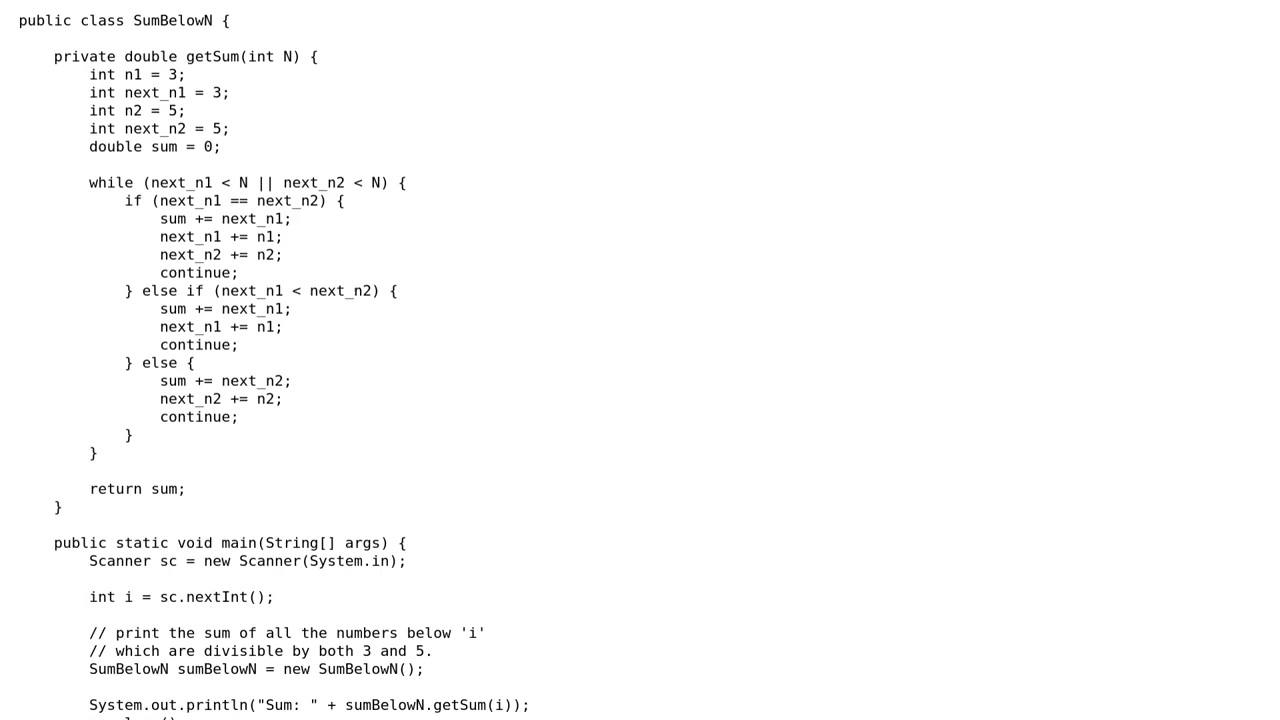 public class SumBelowN {
private double getSum(int N) {
int n1 = 3;
int next_n1 = 3;
int n2 = 5;
int next_n2 = 5;
double sum = 0;
while (next_n1 < N || next_n2 < N) {
if (next_n1 == next_n2) {
sum += next_n1;
next_n1 += n1;
next_n2 += n2;
continue;
} else if (next_n1 < next_n2) {
sum += next_n1;
next_n1 += n1;
continue;
} else {
sum += next_n2;
next_n2 += n2;
continue;
}
}
return sum;
}
public static void main(String[] args) {
Scanner sc = new Scanner(System.in);
int i = sc.nextInt();
// print the sum of all the numbers below 'i'
// which are divisible by both 3 and 5.
SumBelowN sumBelowN = new SumBelowN();
System.out.println("Sum: " + sumBelowN.getSum(i));